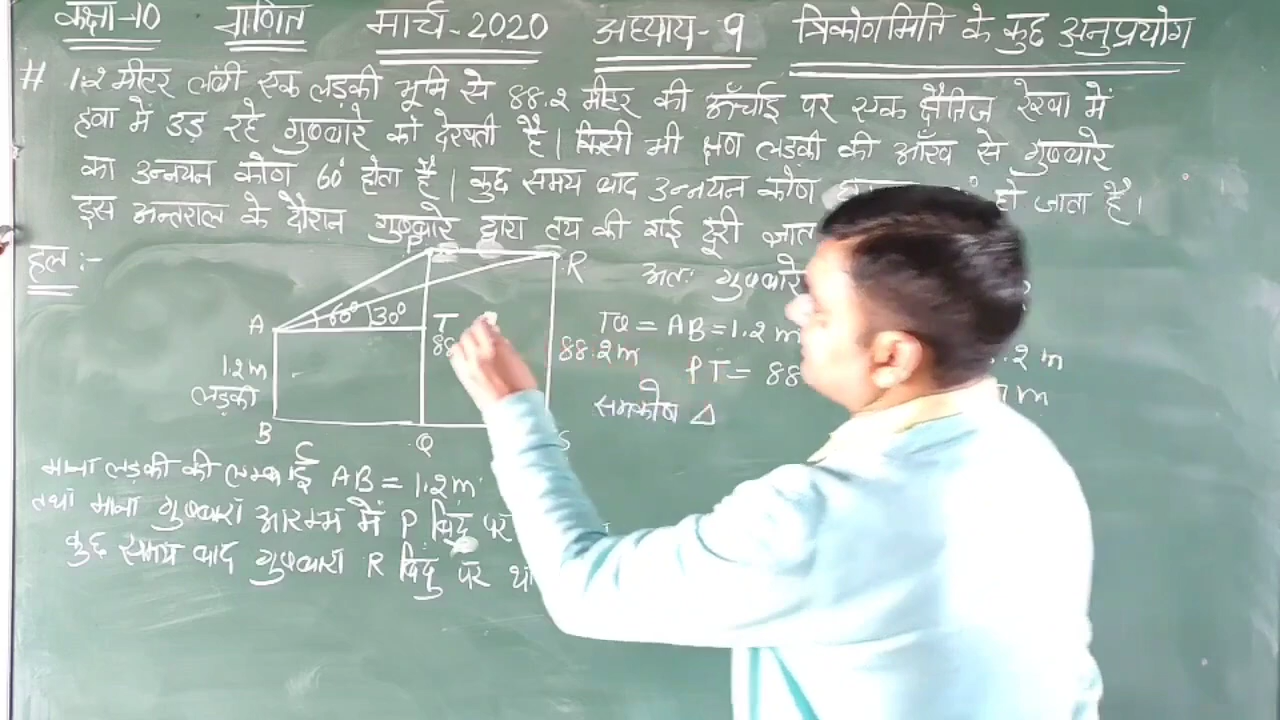 कक्षा-10 गणित मार्च-2020 अध्याय-9 त्रिकोणमिति के कुछ अनुप्रयोग
# 1.2 मीटर लंबी एक लड़की भूमि से 88.2 मीटर की ऊँचाई पर एक क्षैतिज रेखा में
हवा में उड़ रहे गुब्बारे को देखती है। किसी भी क्षण लड़की की आँख से गुब्बारे
का उन्नयन कोण 60° होता है। कुछ समय बाद उन्नयन कोण हो जाता है।
इस अन्तराल के दौरान गुब्बारे द्वारा तय की गई दूरी ज्ञात
हल :-
P
R
A 60° 30° T
88
88.2m
1.2m
लड़की
B Q S
अतः गुब्बारे
TQ = AB = 1.2 m
PT = 88 .2 m
m
समकोण Δ
माना लड़की की लम्बाई AB = 1.2m
तथा माना गुब्बारा आरम्भ में P बिंदु पर
कुछ समय बाद गुब्बारा R बिंदु पर था